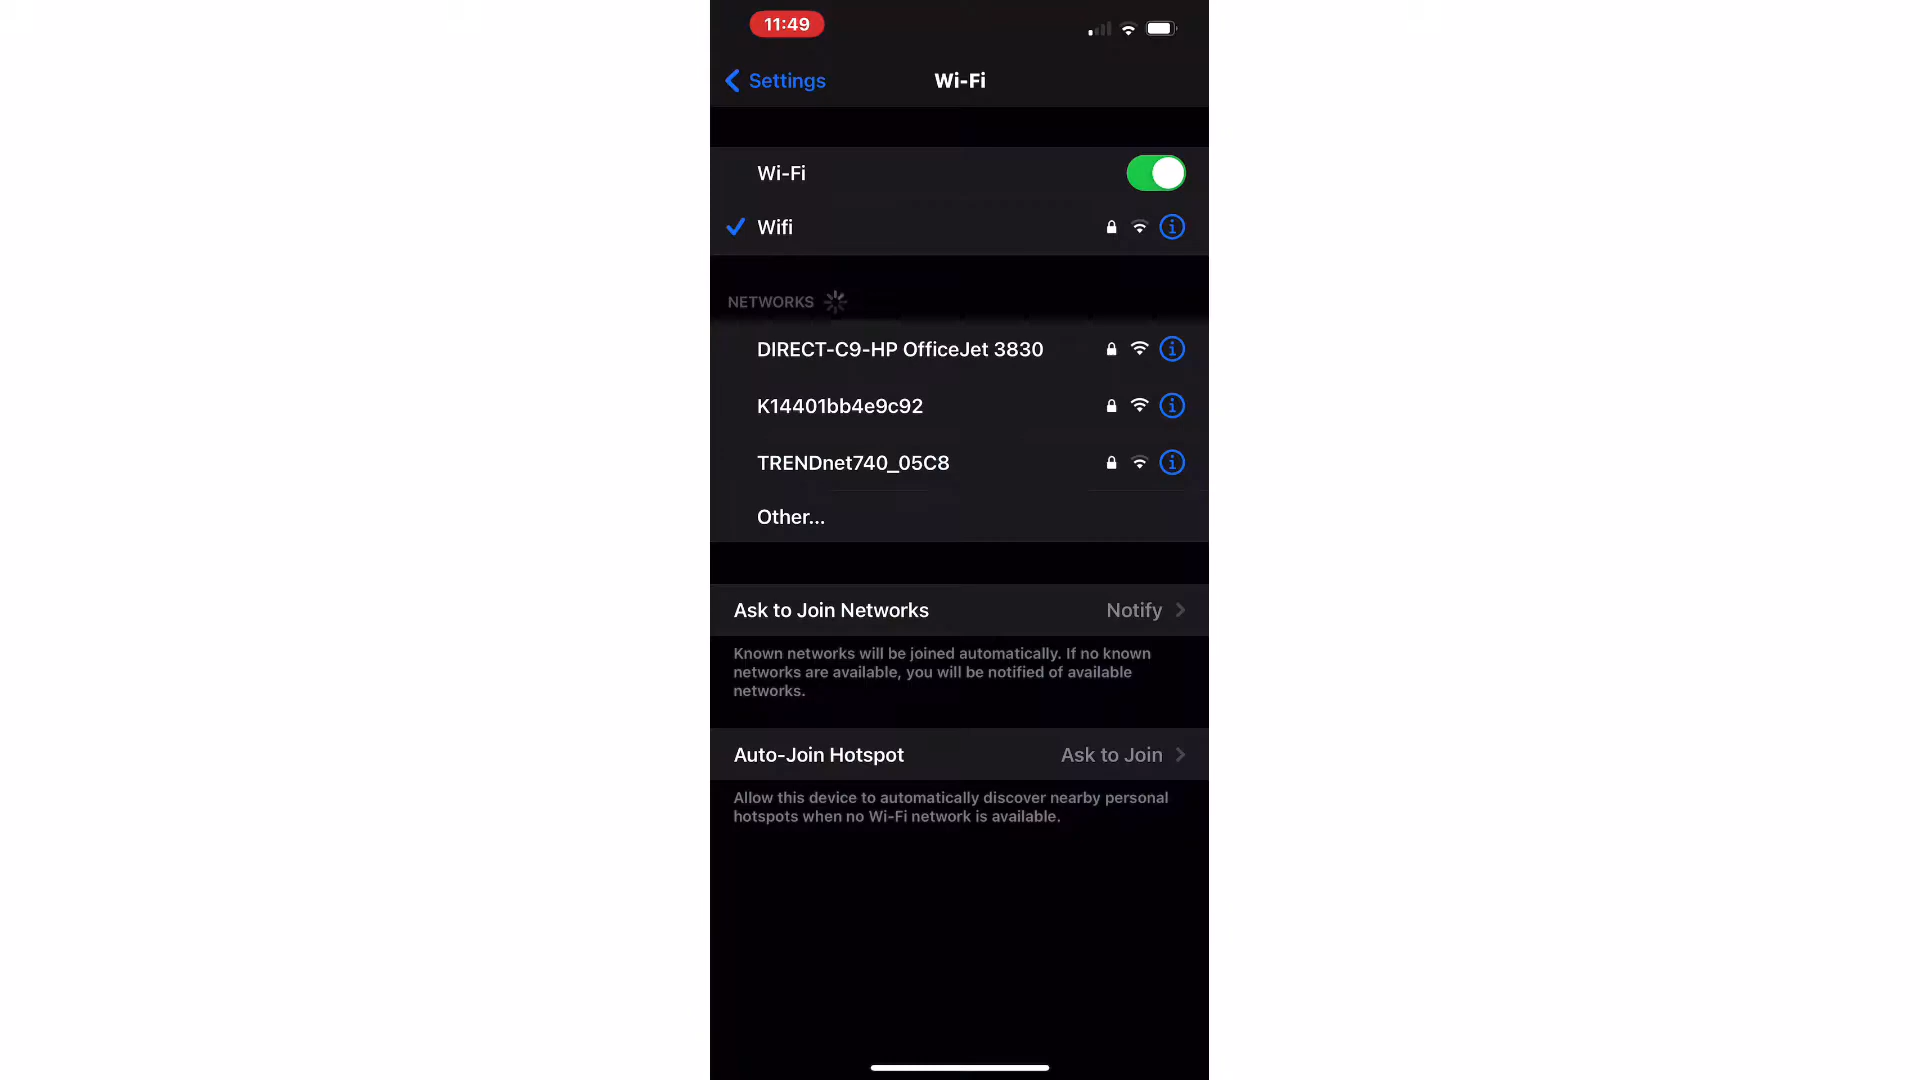 11:49
Settings
Wi-Fi
Wi-Fi
Wifi
NETWORKS
DIRECT-C9-HP OfficeJet 3830
K14401bb4e9c92
TRENDnet740_05C8
Other...
Ask to Join Networks Notify
Known networks will be joined automatically. If no known
networks are available, you will be notified of available
networks.
Auto-Join Hotspot Ask to Join
Allow this device to automatically discover nearby personal
hotspots when no Wi-Fi network is available.